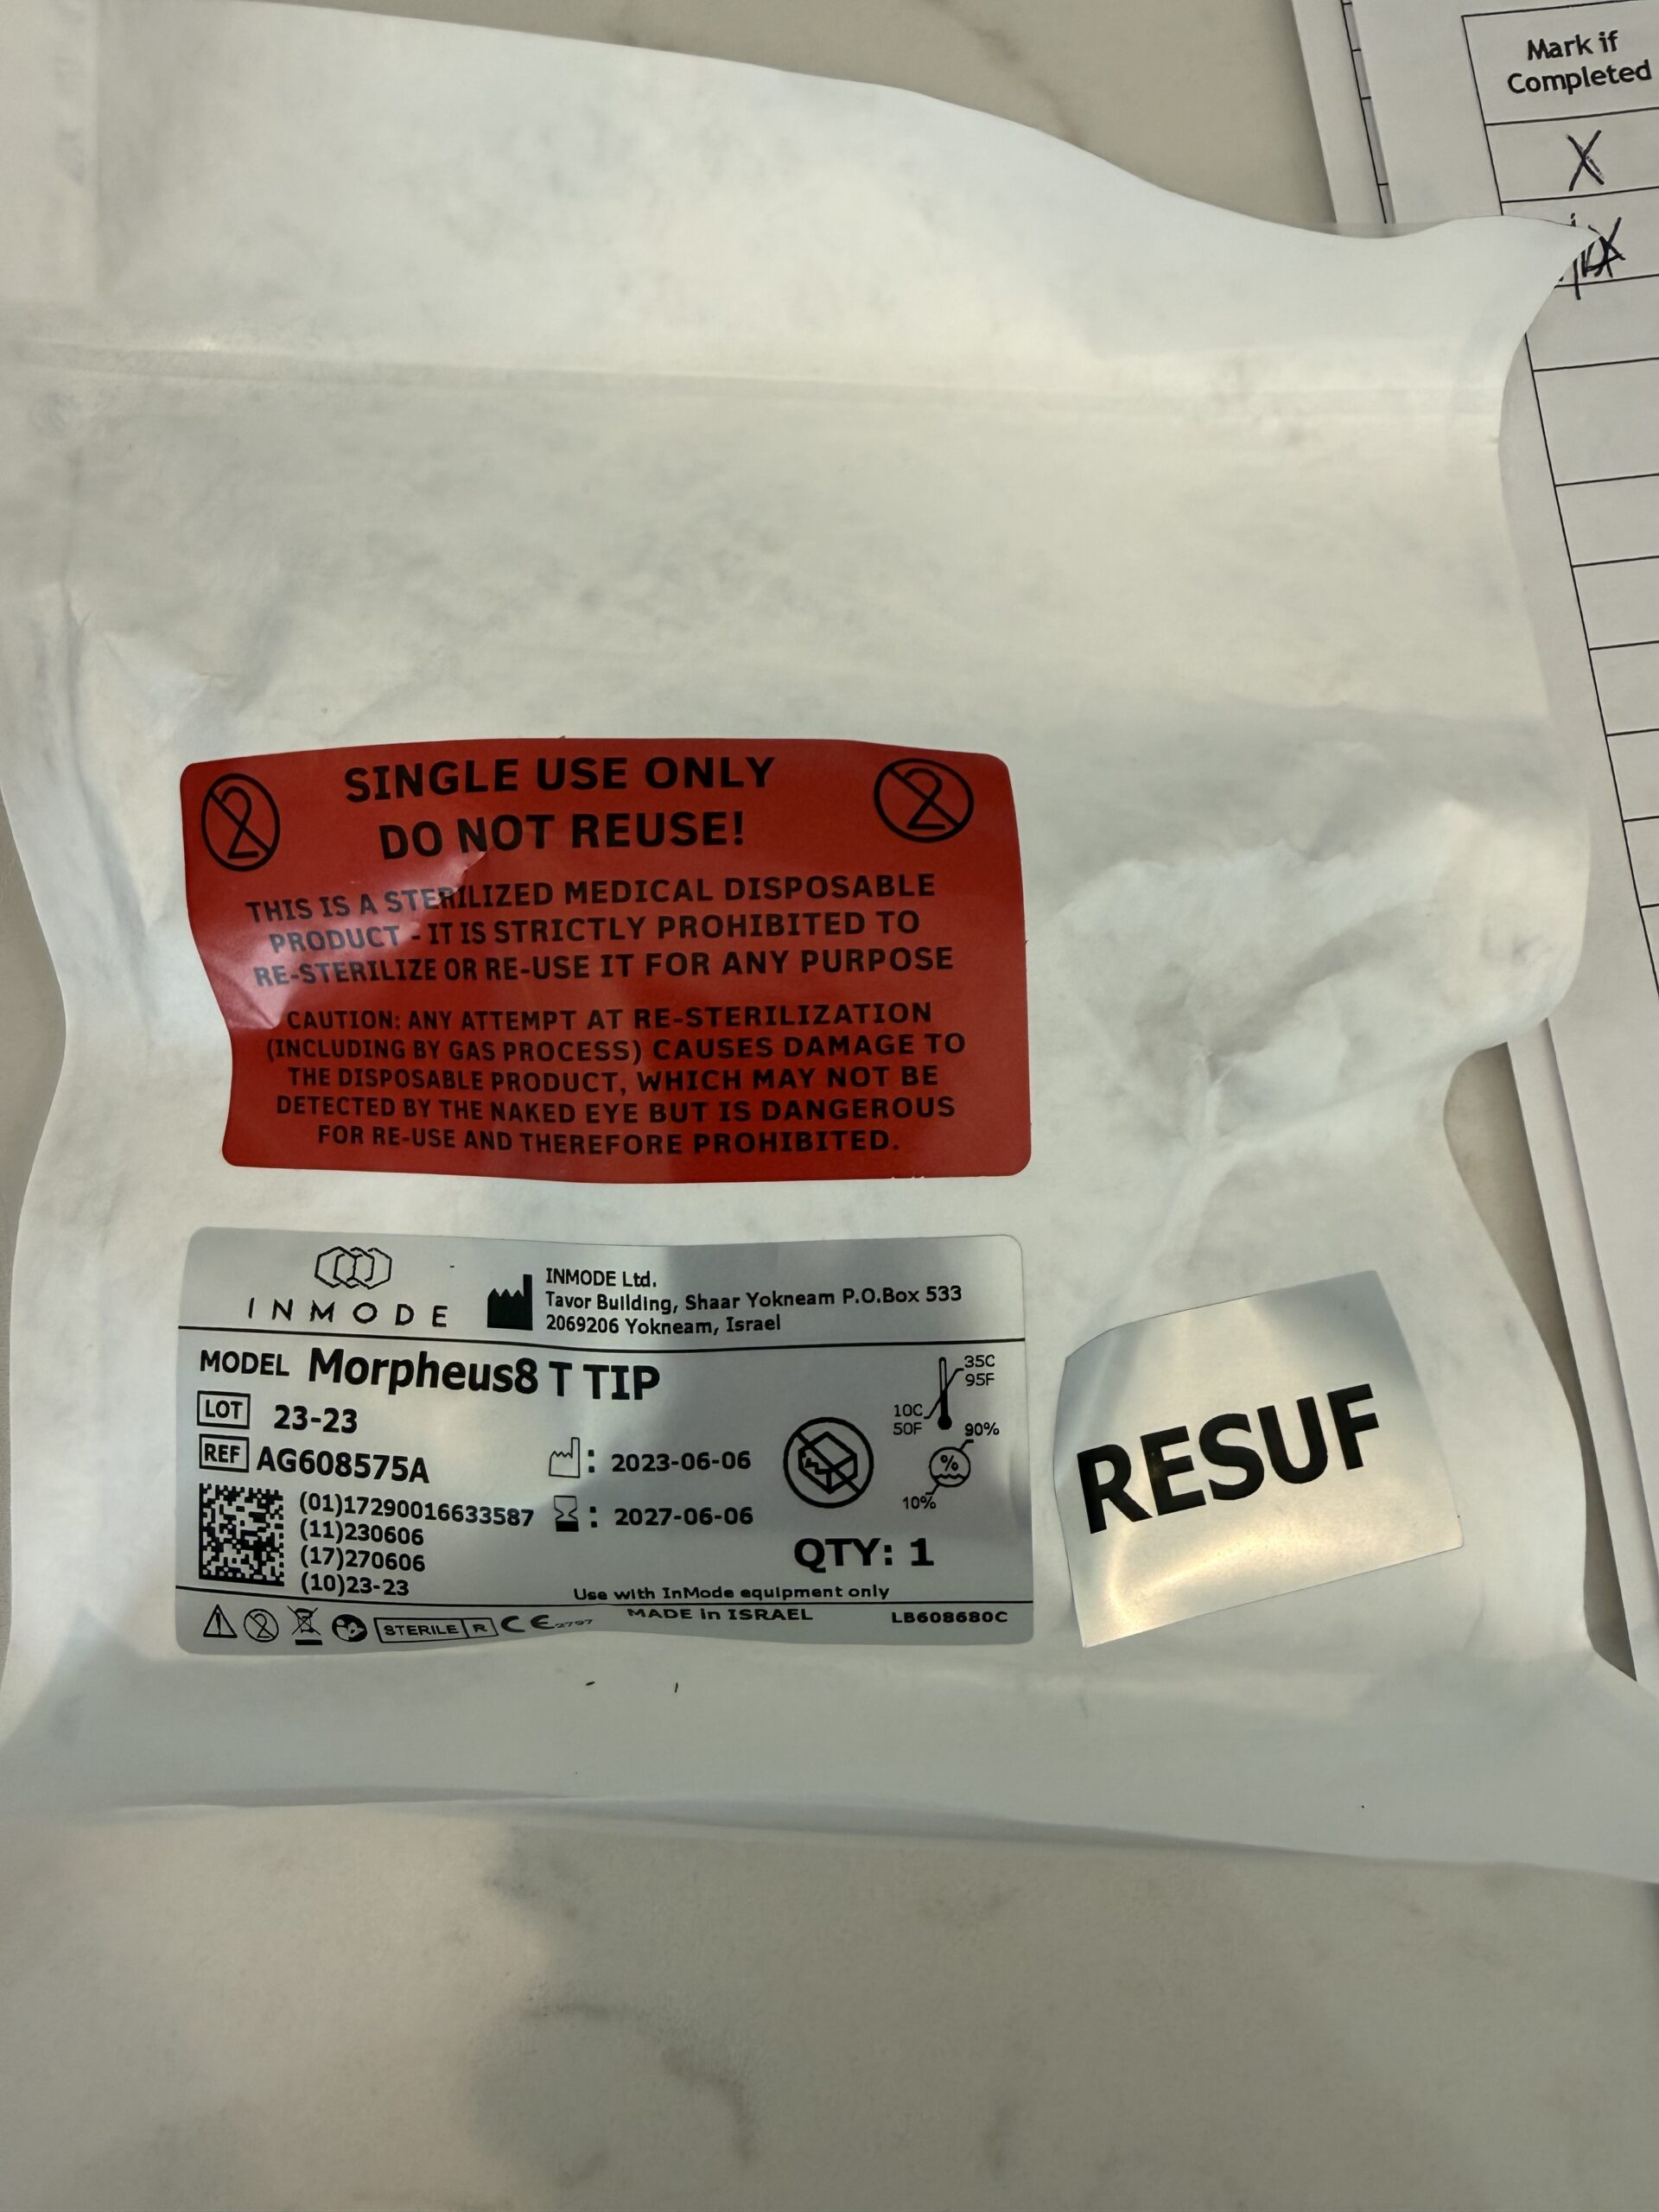 Mark if
Completed
X
SINGLE USE ONLY
DO NOT REUSE!
THIS IS A STERILIZED MEDICAL DISPOSABLE
PRODUCT - IT IS STRICTLY PROHIBITED TO
RE-STERILIZE OR RE-USE IT FOR ANY PURPOSE
CAUTION: ANY ATTEMPT AT RE-STERILIZATION
(INCLUDING BY GAS PROCESS) CAUSES DAMAGE TO
THE DISPOSABLE PRODUCT, WHICH MAY NOT BE
DETECTED BY THE NAKED EYE BUT IS DANGEROUS
FOR RE-USE AND THEREFORE PROHIBITED.
INMODE
INMODE Ltd.
Tavor Building, Shaar Yokneam P.O.Box 533
2069206 Yokneam, Israel
MODEL Morpheus8 T TIP
LOT 23-23
REF AG608575A
(01)17290016633587
(11)230606
(17)270606
(10)23-23
: 2023-06-06
: 2027-06-06
35C
95F
10C
50F
90%
%
10%
QTY: 1
Use with InMode equipment only
MADE in ISRAEL
LB608680C
2
STERILE R
CE 2797
RESUF